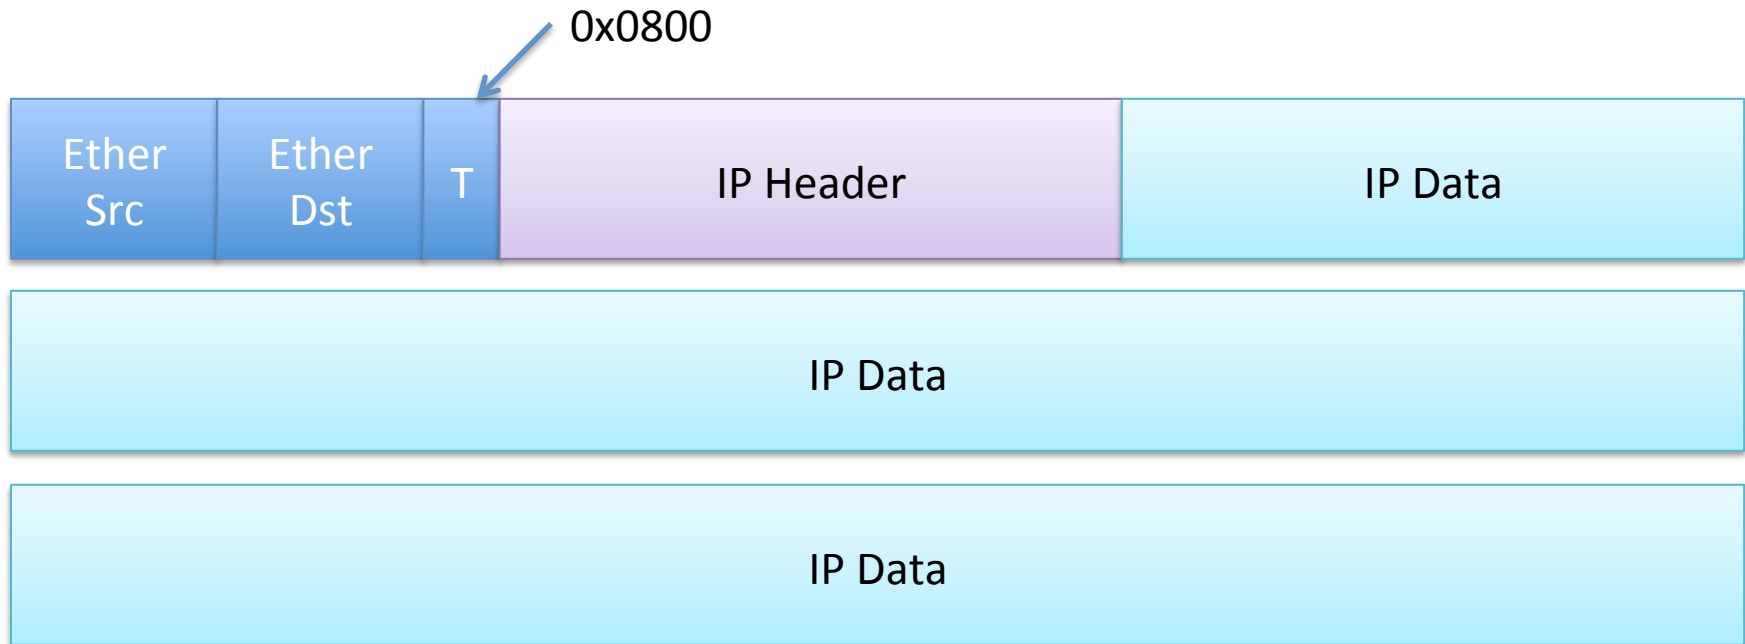 0x0800
Ether
Src
Ether
Dst
T
IP Header
IP Data
IP Data
IP Data